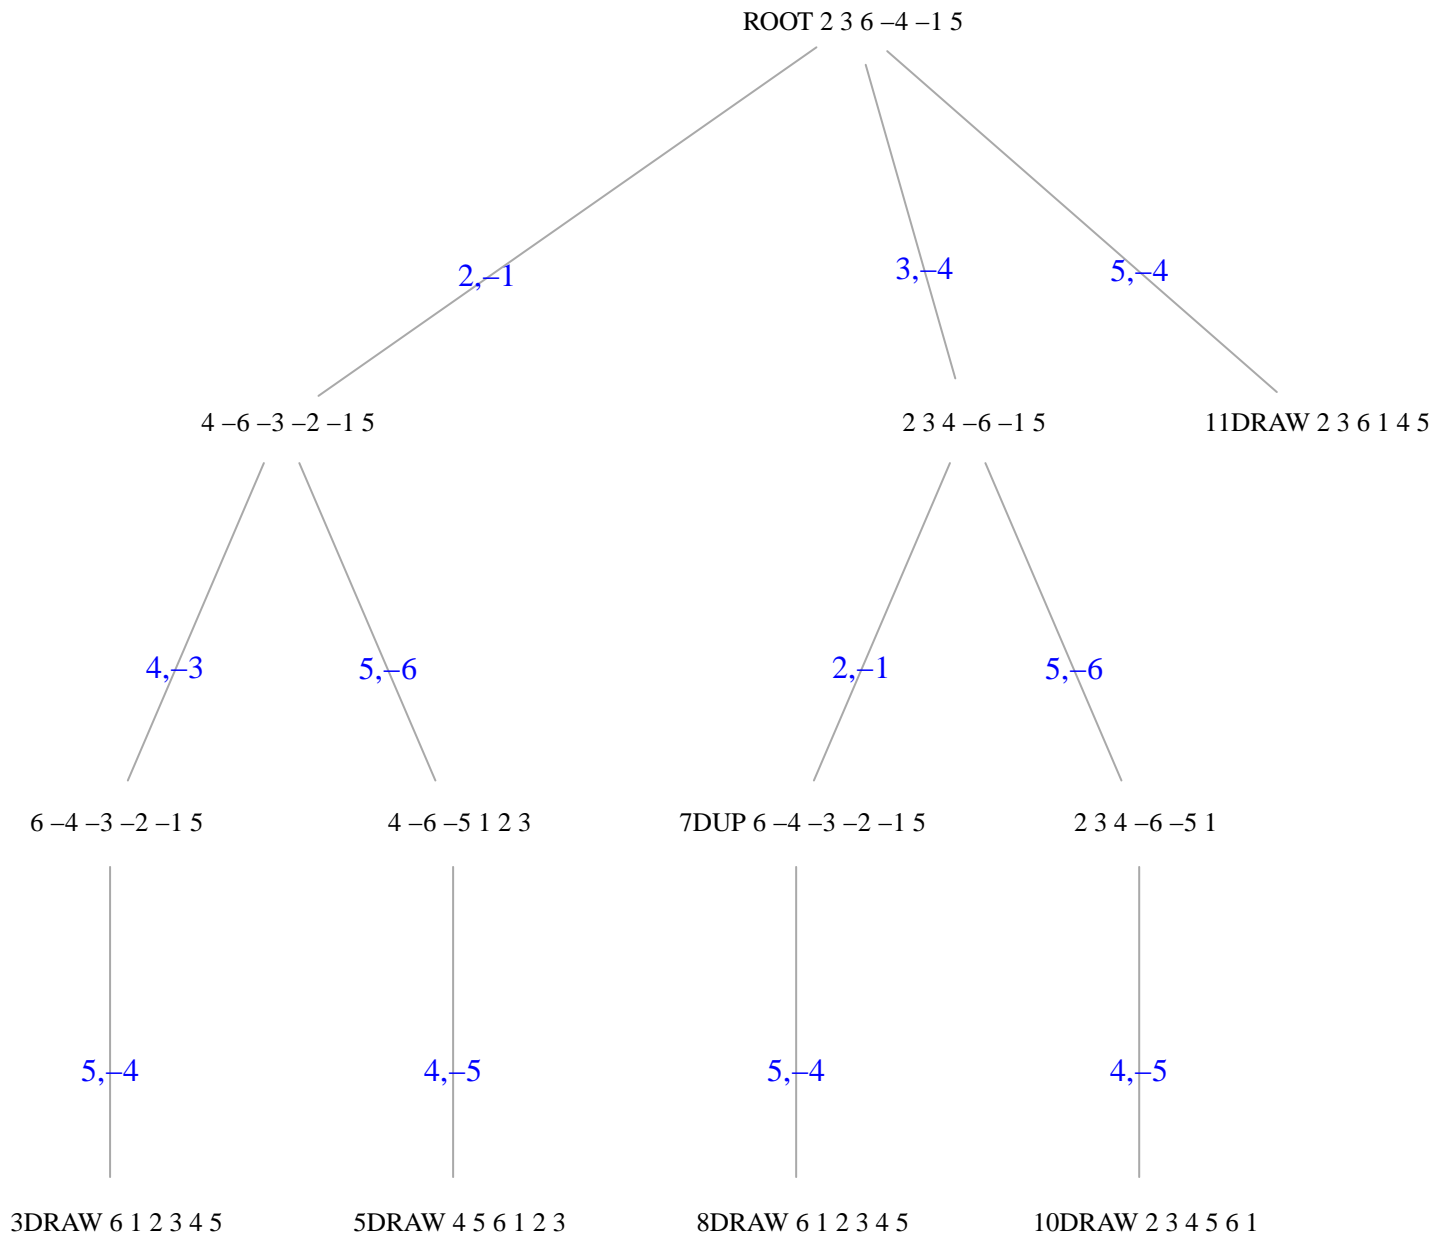 ROOT 2 3 6 –4 –1 5
2,–1
3,–4
5,–4
4 –6 –3 –2 –1 5
2 3 4 –6 –1 5
11DRAW 2 3 6 1 4 5
4,–3
5,–6
2,–1
5,–6
6 –4 –3 –2 –1 5
4 –6 –5 1 2 3
7DUP 6 –4 –3 –2 –1 5
2 3 4 –6 –5 1
5,–4
4,–5
5,–4
4,–5
3DRAW 6 1 2 3 4 5
5DRAW 4 5 6 1 2 3
8DRAW 6 1 2 3 4 5
10DRAW 2 3 4 5 6 1